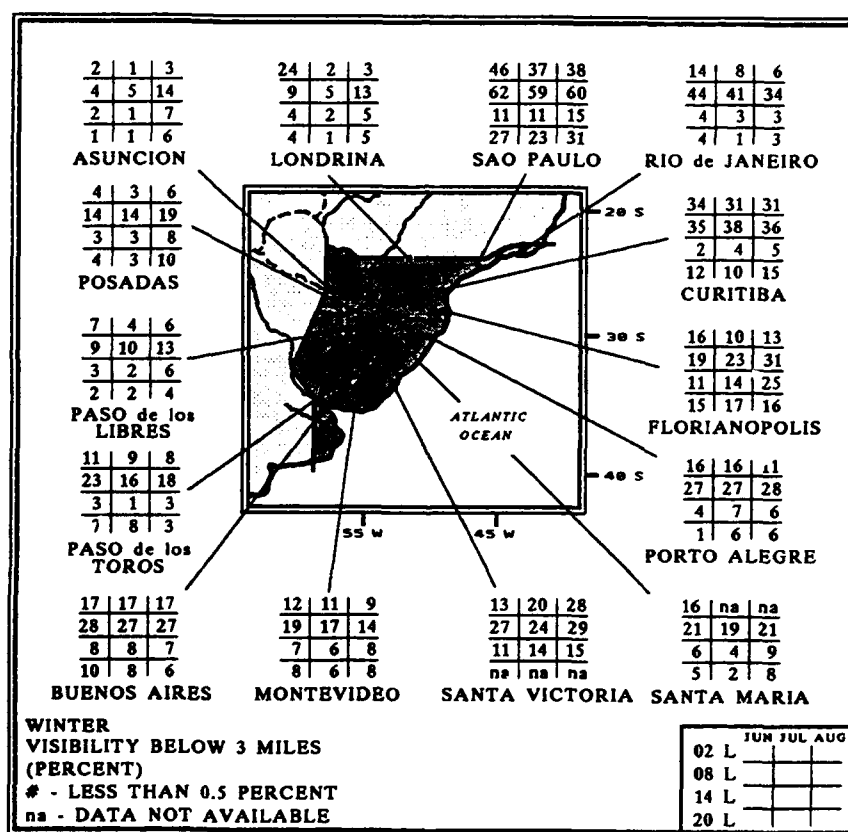 2 1 3
4 5 14
2 1 7
1 1 6
ASUNCION
24 2 3
9 5 13
4 2 5
4 1 5
LONDRINA
46 37 38
62 59 60
11 11 15
27 23 31
SAO PAULO
14 8 6
44 41 34
4 3 3
4 1 3
RIO de JANEIRO
4 3 6
14 14 19
3 3 8
4 3 10
POSADAS
34 31 31
35 38 36
2 4 5
12 10 15
CURITIBA
7 4 6
9 10 13
3 2 6
2 2 4
PASO de los
LIBRES
16 10 13
19 23 31
11 14 25
15 17 16
FLORIANOPOLIS
11 9 8
23 16 18
3 1 3
7 8 3
PASO de los
TOROS
16 16 11
27 27 28
4 7 6
1 6 6
PORTO ALEGRE
20 S
30 S
40 S
ATLANTIC
OCEAN
55 W 45 W
17 17 17
28 27 27
8 8 7
10 8 6
BUENOS AIRES
12 11 9
19 17 14
7 6 8
8 6 8
MONTEVIDEO
13 20 28
27 24 29
11 14 15
na na na
SANTA VICTORIA
16 na na
21 19 21
6 4 9
5 2 8
SANTA MARIA
WINTER
VISIBILITY BELOW 3 MILES
(PERCENT)
# - LESS THAN 0.5 PERCENT
na - DATA NOT AVAILABLE
JUN JUL AUG
02 L
08 L
14 L
20 L